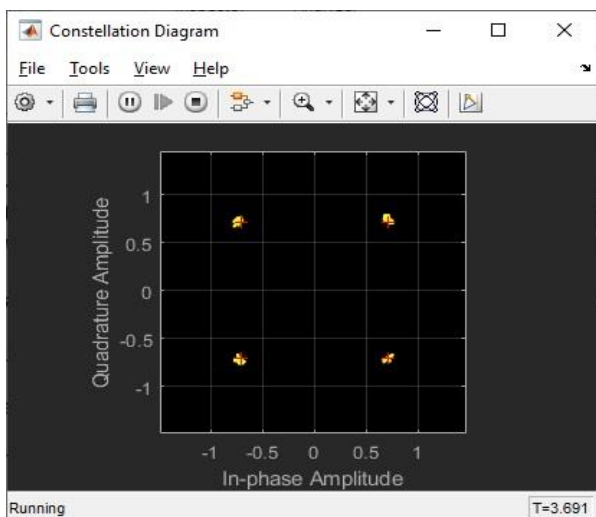 Constellation Diagram
File Tools View Help
Quadrature Amplitude
1
0.5
0
-0.5
-1
-1 -0.5 0 0.5 1
In-phase Amplitude
Running T=3.691